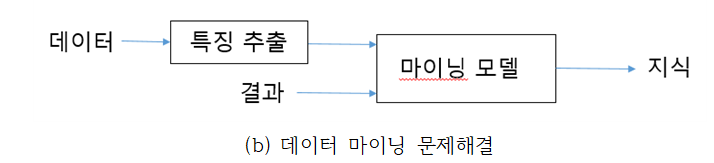 데이터
특징 추출
마이닝 모델
지식
결과
(b) 데이터 마이닝 문제해결